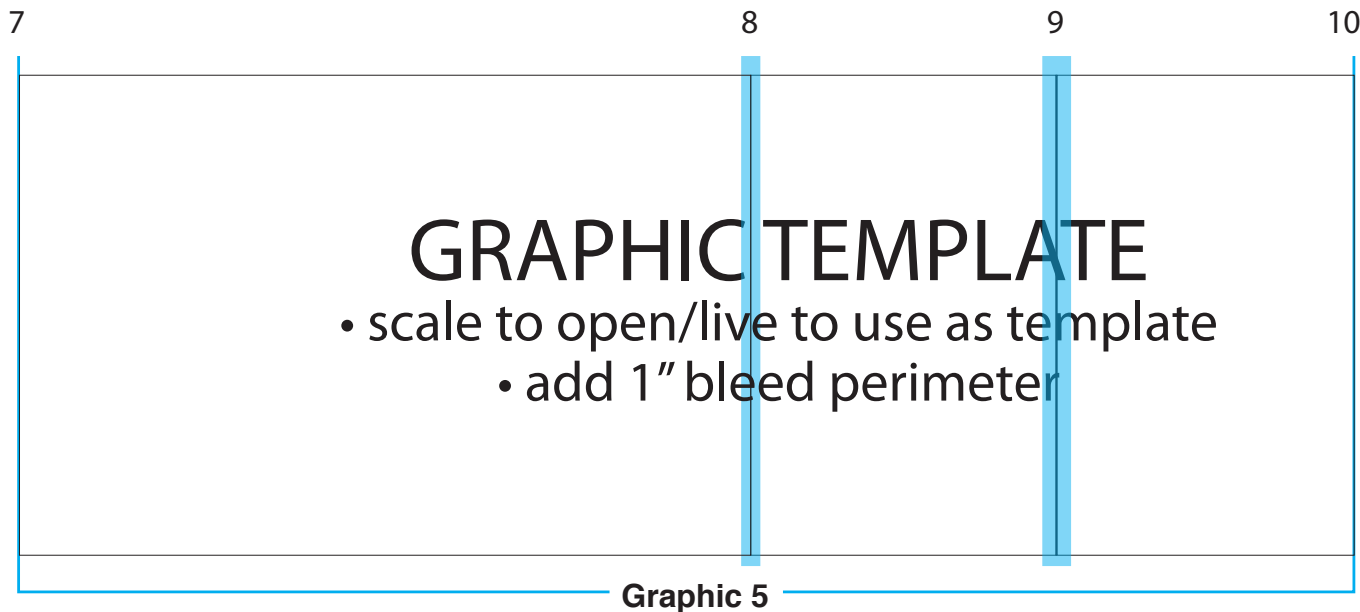 7 8 9 10
GRAPHIC TEMPLATE
• scale to open/live to use as template
• add 1” bleed perimeter
Graphic 5